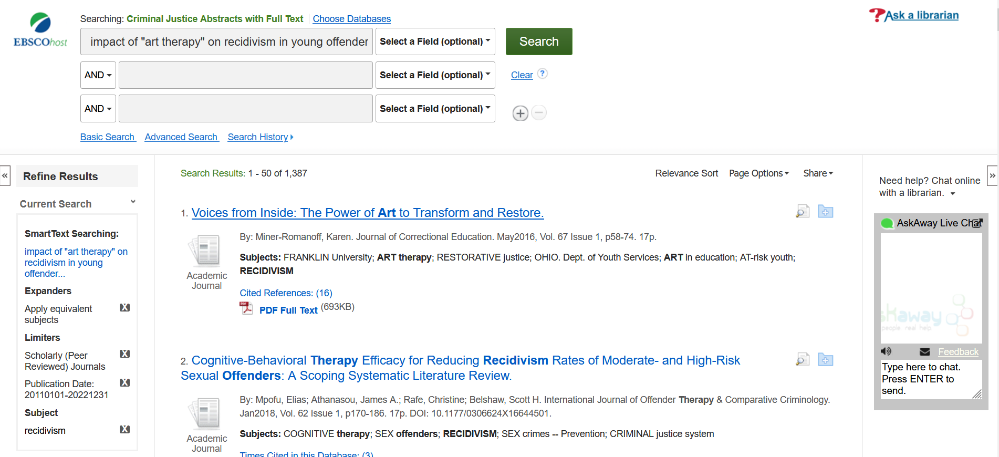 EBSCOhost
Searching: Criminal Justice Abstracts with Full Text Choose Databases
impact of "art therapy" on recidivism in young offender Select a Field (optional) Search
AND Select a Field (optional) Clear ?
AND Select a Field (optional)
Basic Search Advanced Search Search History
?Ask a librarian
« Refine Results
Current Search
SmartText Searching:
impact of "art therapy" on
recidivism in young
offender...
Expanders
Apply equivalent X
subjects
Limiters
Scholarly (Peer X
Reviewed) Journals
Publication Date: X
20110101-20221231
Subject
recidivism X
Search Results: 1 - 50 of 1,387 Relevance Sort Page Options Share
1. Voices from Inside: The Power of Art to Transform and Restore.
By: Miner-Romanoff, Karen. Journal of Correctional Education. May2016, Vol. 67 Issue 1, p58-74. 17p.
Subjects: FRANKLIN University; ART therapy; RESTORATIVE justice; OHIO. Dept. of Youth Services; ART in education; AT-risk youth;
RECIDIVISM
Academic
Journal
Cited References: (16)
PDF PDF Full Text (693KB)
2. Cognitive-Behavioral Therapy Efficacy for Reducing Recidivism Rates of Moderate- and High-Risk
Sexual Offenders: A Scoping Systematic Literature Review.
By: Mpofu, Elias; Athanasou, James A.; Rafe, Christine; Belshaw, Scott H. International Journal of Offender Therapy & Comparative Criminology.
Jan2018, Vol. 62 Issue 1, p170-186. 17p. DOI: 10.1177/0306624X16644501.
Subjects: COGNITIVE therapy; SEX offenders; RECIDIVISM; SEX crimes -- Prevention; CRIMINAL justice system
Academic
Journal
Times Cited in this Database: (3)
»
Need help? Chat online
with a librarian.
AskAway Live Chat
skaway
people. real help.
Feedback
Type here to chat.
Press ENTER to
send.